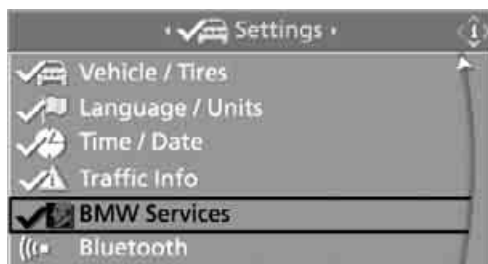 Settings
Vehicle / Tires
Language / Units
Time / Date
Traffic Info
BMW Services
Bluetooth